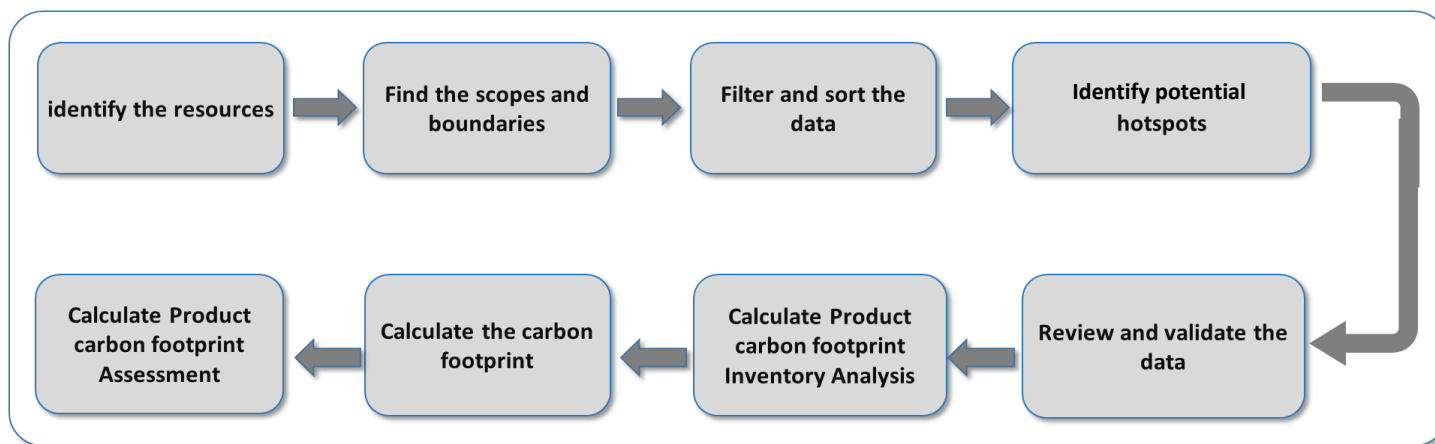 identify the resources
Find the scopes and
boundaries
Filter and sort the
data
Identify potential
hotspots
Review and validate the
data
Calculate Product
carbon footprint
Inventory Analysis
Calculate the carbon
footprint
Calculate Product
carbon footprint
Assessment